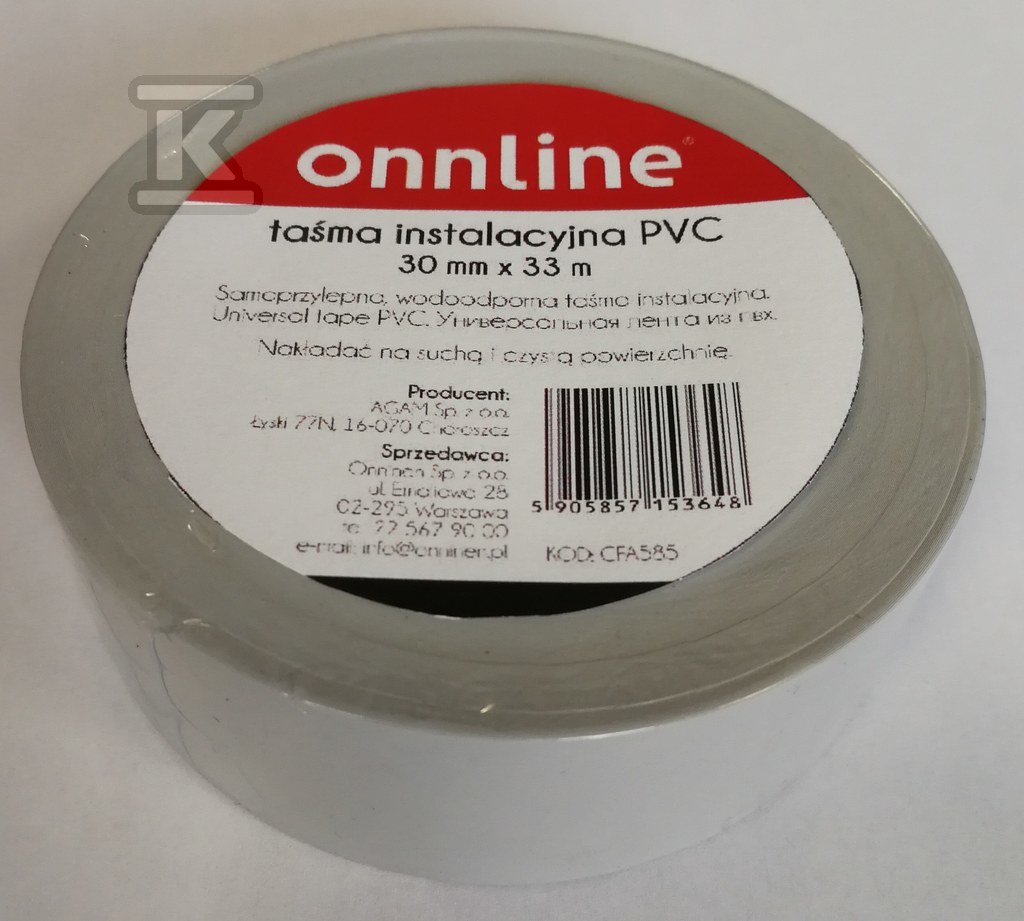 K
onnline®
taśma instalacyjna PVC
30 mm x 33 m
Samoprzylepna, wodoodporna taśma instalacyjna.
Universal tape PVC. Универсальная лента из пвх.
Nakładać na suchą i czystą powierzchnię.
Producent:
AGAM Sp. z o.o.
Łyski 77N, 16-070 Choroszcz
Sprzedawca:
Onninen Sp. z o.o.
ul. Emaliowa 28
02-295 Warszawa
tel. 22 567 90 00
e-mail: info@onninen.pl
5 905857 153648
KOD: CFA585